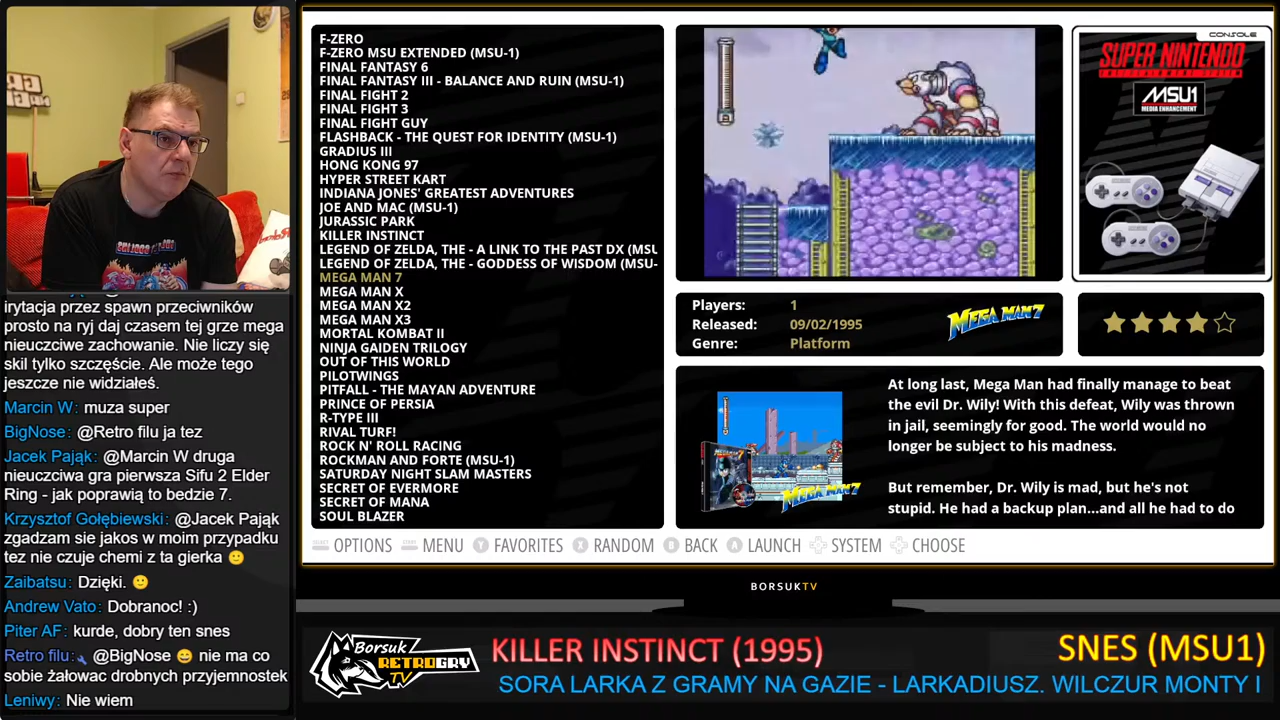 F-ZERO
F-ZERO MSU EXTENDED (MSU-1)
FINAL FANTASY 6
FINAL FANTASY III - BALANCE AND RUIN (MSU-1)
FINAL FIGHT 2
FINAL FIGHT 3
FINAL FIGHT GUY
FLASHBACK - THE QUEST FOR IDENTITY (MSU-1)
GRADIUS III
HONG KONG 97
HYPER STREET KART
INDIANA JONES' GREATEST ADVENTURES
JOE AND MAC (MSU-1)
JURASSIC PARK
KILLER INSTINCT
LEGEND OF ZELDA, THE - A LINK TO THE PAST DX (MSU
LEGEND OF ZELDA, THE - GODDESS OF WISDOM (MSU-
MEGA MAN 7
MEGA MAN X
MEGA MAN X2
MEGA MAN X3
MORTAL KOMBAT II
NINJA GAIDEN TRILOGY
OUT OF THIS WORLD
PILOTWINGS
PITFALL - THE MAYAN ADVENTURE
PRINCE OF PERSIA
R-TYPE III
RIVAL TURF!
ROCK N' ROLL RACING
ROCKMAN AND FORTE (MSU-1)
SATURDAY NIGHT SLAM MASTERS
SECRET OF EVERMORE
SECRET OF MANA
SOUL BLAZER
CONSOLE
SUPER NINTENDO
ENTERTAINMENT SYSTEM
MSU1
MEDIA ENHANCEMENT
Players: 1
Released: 09/02/1995
Genre: Platform
MEGA MAN 7
At long last, Mega Man had finally manage to beat
the evil Dr. Wily! With this defeat, Wily was thrown
in jail, seemingly for good. The world would no
longer be subject to his madness.
But remember, Dr. Wily is mad, but he's not
stupid. He had a backup plan...and all he had to do
MEGA MAN 7
OPTIONS MENU Y FAVORITES X RANDOM B BACK A LAUNCH SYSTEM CHOOSE
BORSUKTV
irytacja przez spawn przeciwników
prosto na ryj daj czasem tej grze mega
nieuczciwe zachowanie. Nie liczy się
skil tylko szczęście. Ale może tego
jeszcze nie widziałeś.
Marcin W: muza super
BigNose: @Retro filu ja tez
Jacek Pająk: @Marcin W druga
nieuczciwa gra pierwsza Sifu 2 Elder
Ring - jak poprawią to bedzie 7.
Krzysztof Gołębiewski: @Jacek Pająk
zgadzam sie jakos w moim przypadku
tez nie czuje chemi z ta gierka
Zaibatsu: Dzięki.
Andrew Vato: Dobranoc! :)
Piter AF: kurde, dobry ten snes
Retro filu: @BigNose nie ma co
sobie żałowac drobnych przyjemnostek
Leniwy: Nie wiem
Borsuk
RETROGRY
TV
KILLER INSTINCT (1995)
SNES (MSU1)
SORA LARKA Z GRAMY NA GAZIE - LARKADIUSZ. WILCZUR MONTY I